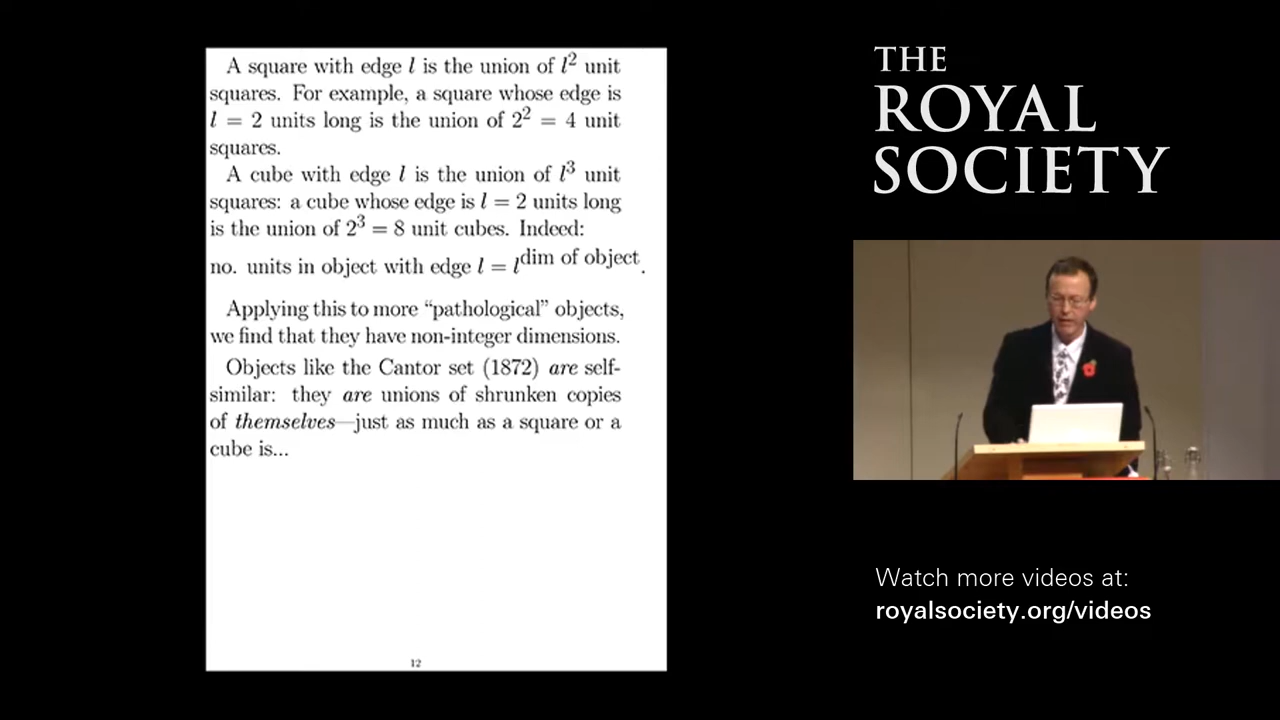 A square with edge l is the union of l² unit
squares. For example, a square whose edge is
l = 2 units long is the union of 2² = 4 unit
squares.
A cube with edge l is the union of l³ unit
squares: a cube whose edge is l = 2 units long
is the union of 2³ = 8 unit cubes. Indeed:
no. units in object with edge l = l^dim of object.
Applying this to more “pathological” objects,
we find that they have non-integer dimensions.
Objects like the Cantor set (1872) are self-
similar: they are unions of shrunken copies
of themselves—just as much as a square or a
cube is...
12
THE
ROYAL
SOCIETY
Watch more videos at:
royalsociety.org/videos